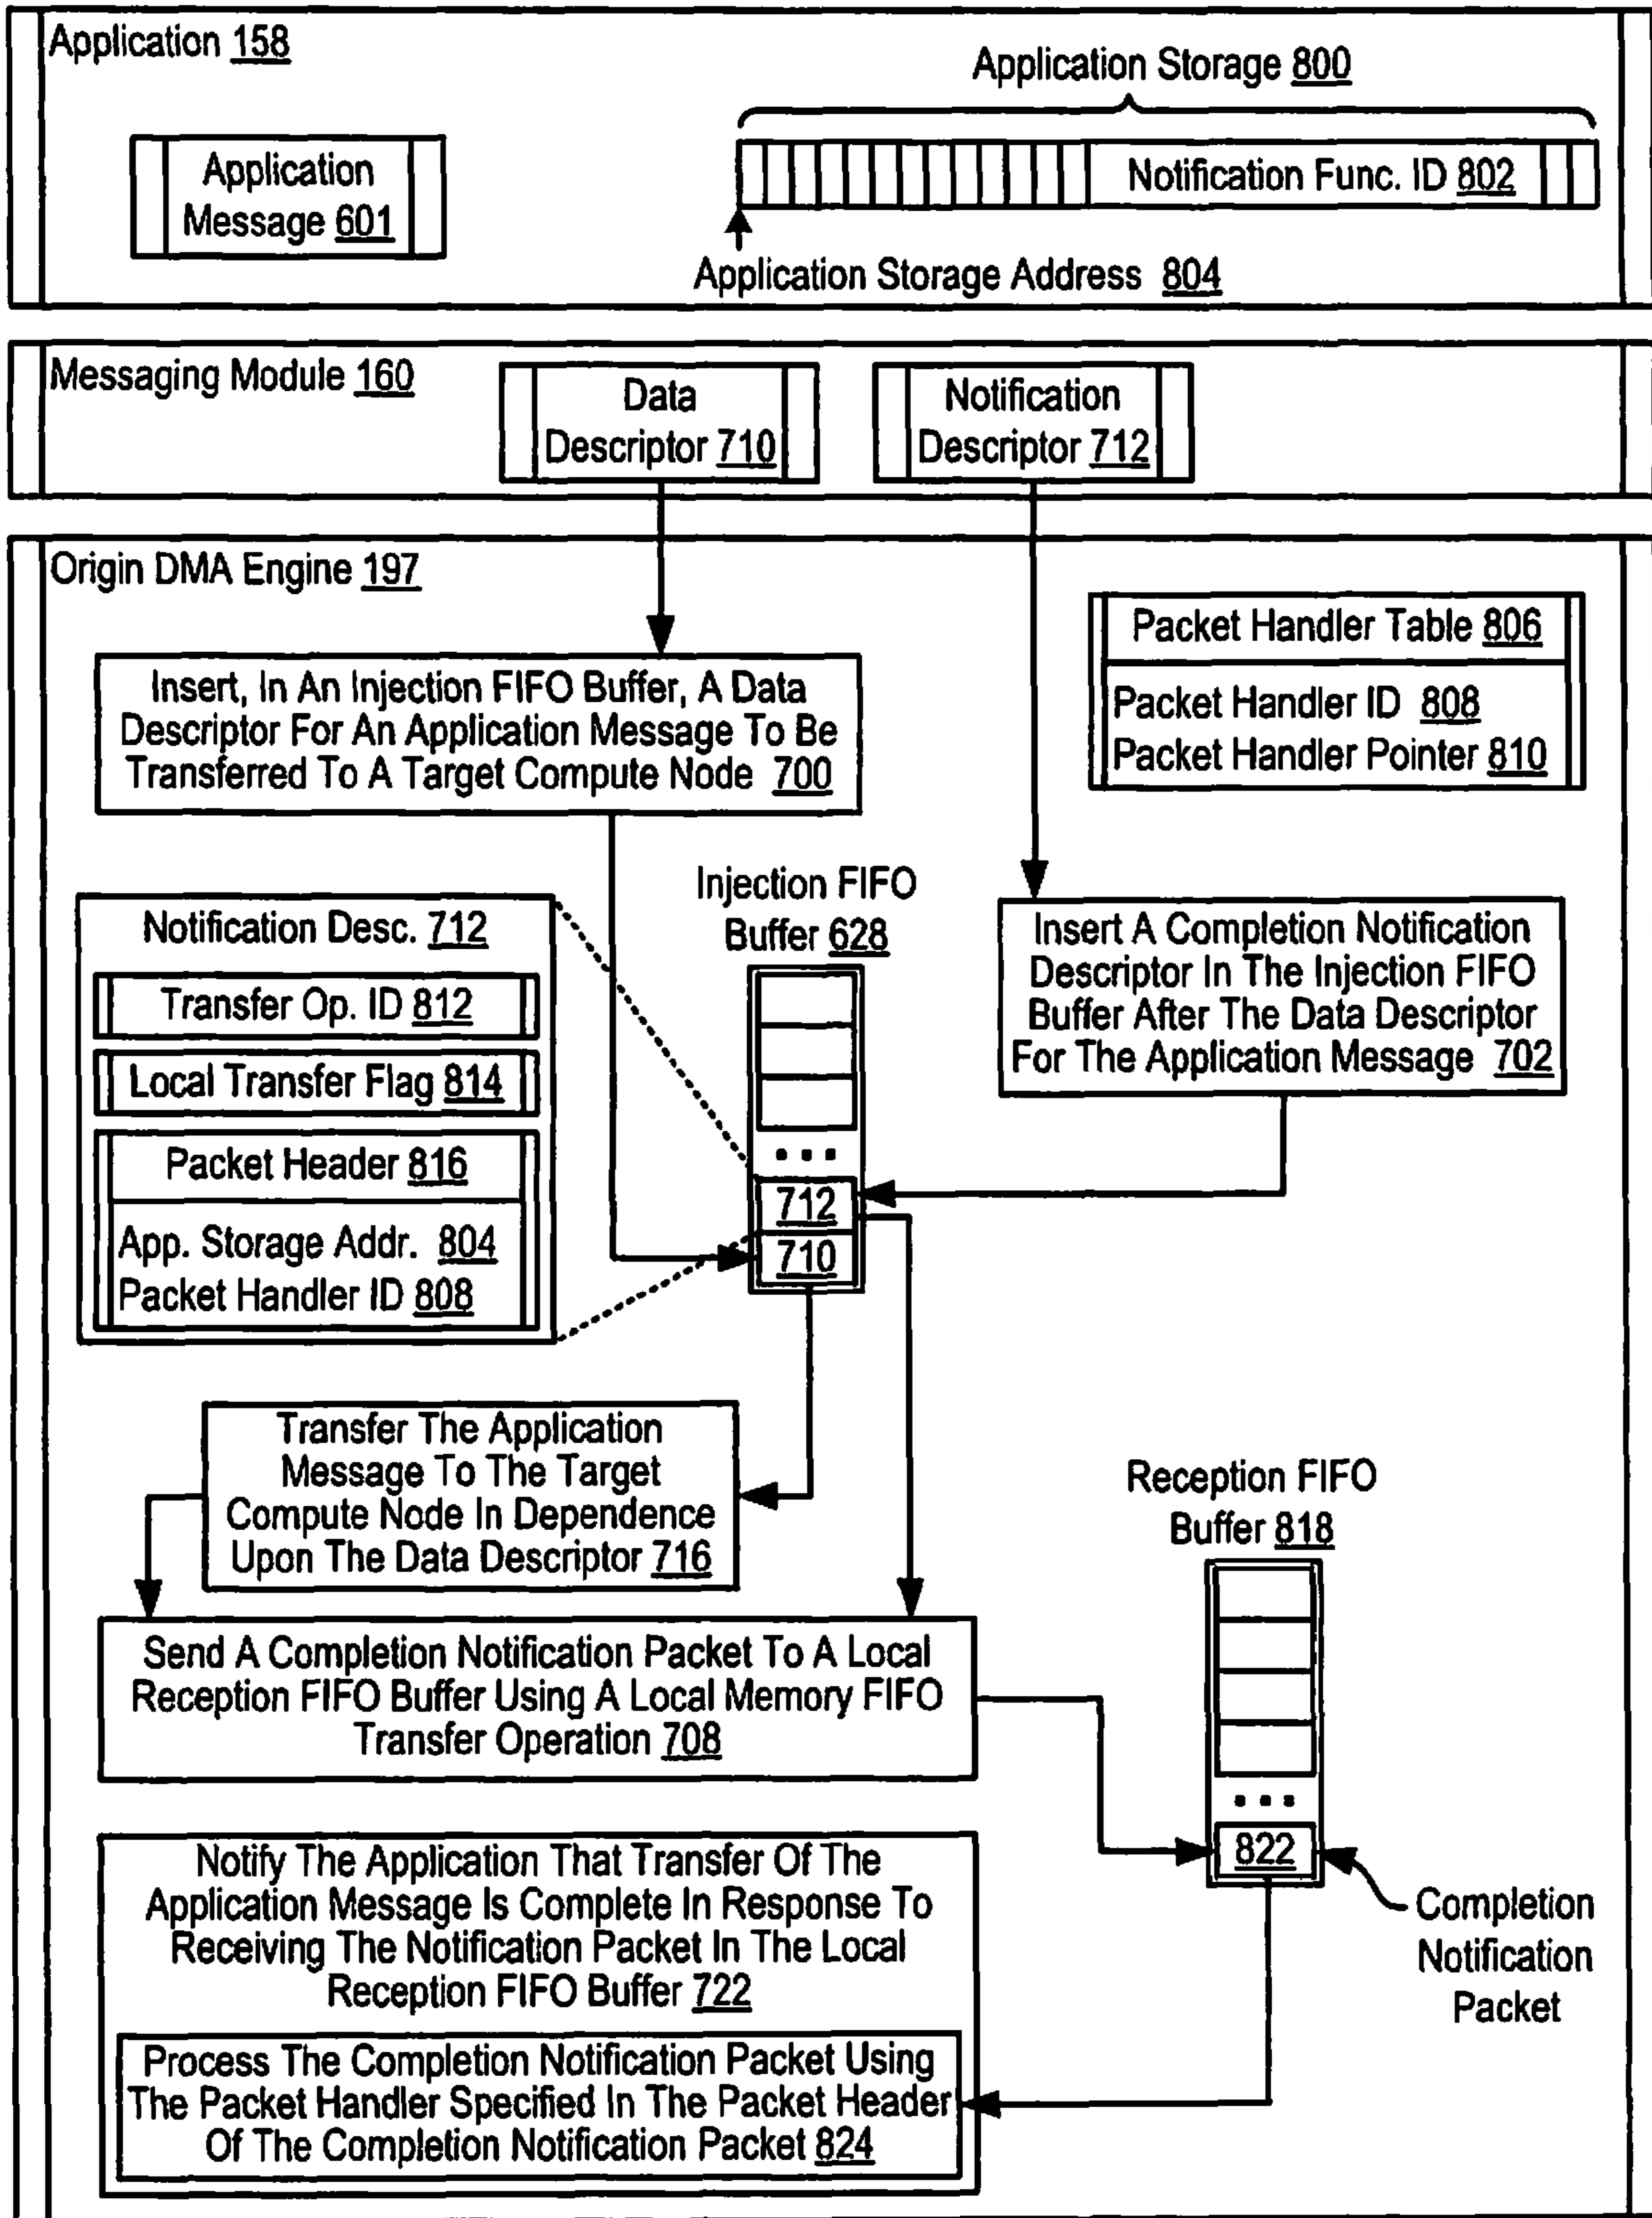 Application 158
Application Storage 800
Application
Message 601
Notification Func. ID 802
Application Storage Address 804
Messaging Module 160
Data
Descriptor 710
Notification
Descriptor 712
Origin DMA Engine 197
Packet Handler Table 806
Packet Handler ID 808
Packet Handler Pointer 810
Insert, In An Injection FIFO Buffer, A Data
Descriptor For An Application Message To Be
Transferred To A Target Compute Node 700
Injection FIFO
Buffer 628
Insert A Completion Notification
Descriptor In The Injection FIFO
Buffer After The Data Descriptor
For The Application Message 702
Notification Desc. 712
Transfer Op. ID 812
Local Transfer Flag 814
Packet Header 816
App. Storage Addr. 804
Packet Handler ID 808
...
712
710
Transfer The Application
Message To The Target
Compute Node In Dependence
Upon The Data Descriptor 716
Reception FIFO
Buffer 818
Send A Completion Notification Packet To A Local
Reception FIFO Buffer Using A Local Memory FIFO
Transfer Operation 708
...
822
Completion
Notification
Packet
Notify The Application That Transfer Of The
Application Message Is Complete In Response To
Receiving The Notification Packet In The Local
Reception FIFO Buffer 722
Process The Completion Notification Packet Using
The Packet Handler Specified In The Packet Header
Of The Completion Notification Packet 824